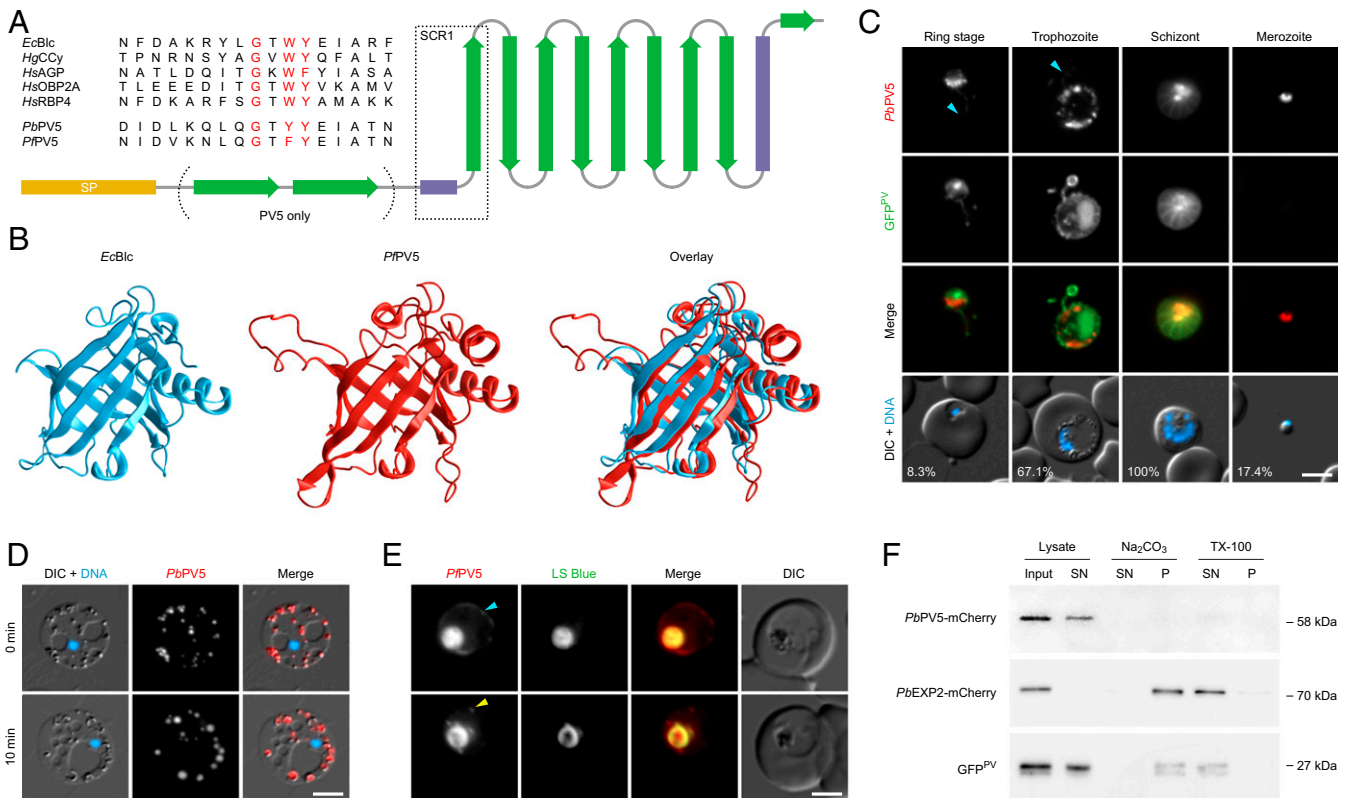 A
EcBlc N F D A K R Y L G T W Y E I A R F
HgCCy T P N R N S Y A G V W Y Q F A L T
HsAGP N A T L D Q I T G K W F Y I A S A
HsOBP2A T L E E E D I T G T W Y V K A M V
HsRBP4 N F D K A R F S G T W Y A M A K K
PbPV5 D I D L K Q L Q G T Y Y E I A T N
PfPV5 N I D V K N L Q G T F Y E I A T N
SCR1
SP
PV5 only
B
EcBlc PfPV5 Overlay
C
Ring stage Trophozoite Schizont Merozoite
PbPV5
GFPPV
Merge
DIC + DNA
8.3% 67.1% 100% 17.4%
D
DIC + DNA PbPV5 Merge
0 min
10 min
E
PfPV5 LS Blue Merge DIC
F
Lysate Na2CO3 TX-100
Input SN SN P SN P
PbPV5-mCherry – 58 kDa
PbEXP2-mCherry – 70 kDa
GFPPV – 27 kDa